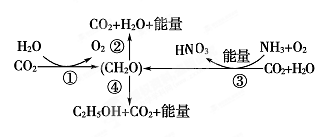 CO₂+H₂O+能量
H₂O O₂ ② HNO₃ 能量 NH₃+O₂
CO₂ ① (CH₂O) ③ CO₂+H₂O
④
C₂H₅OH+CO₂+能量